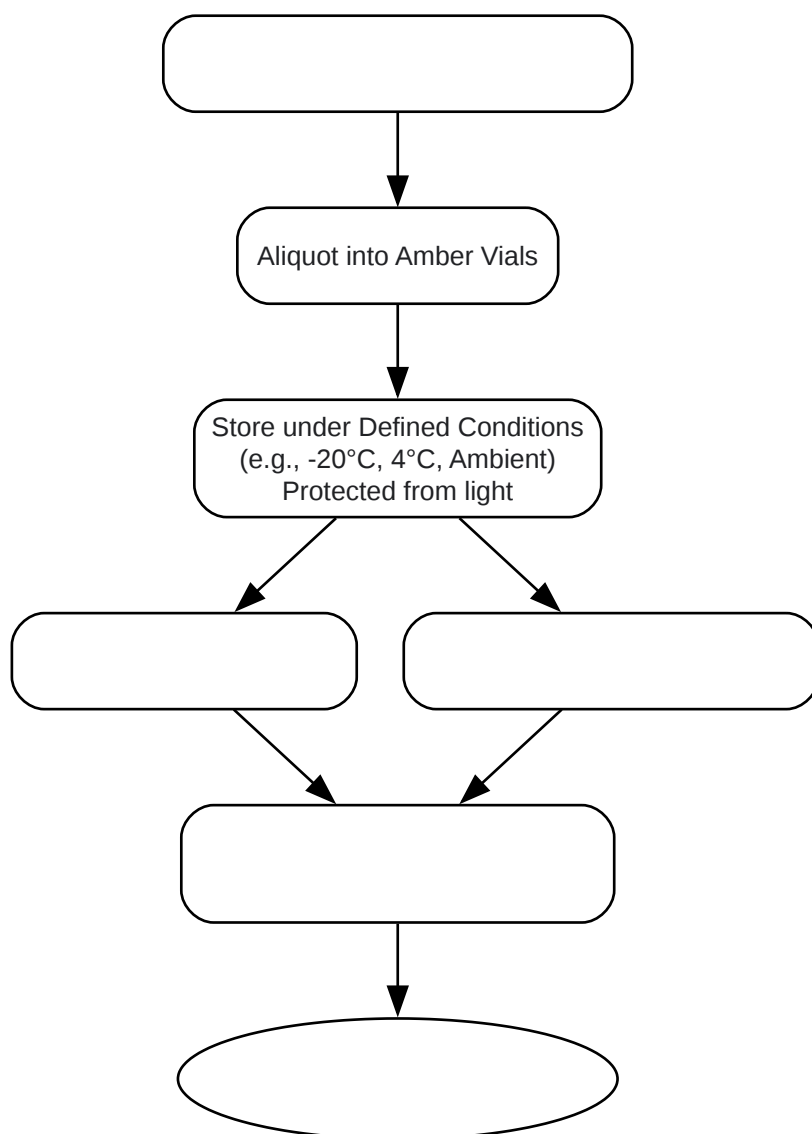 Aliquot into Amber Vials
Store under Defined Conditions
(e.g., -20°C, 4°C, Ambient)
Protected from light